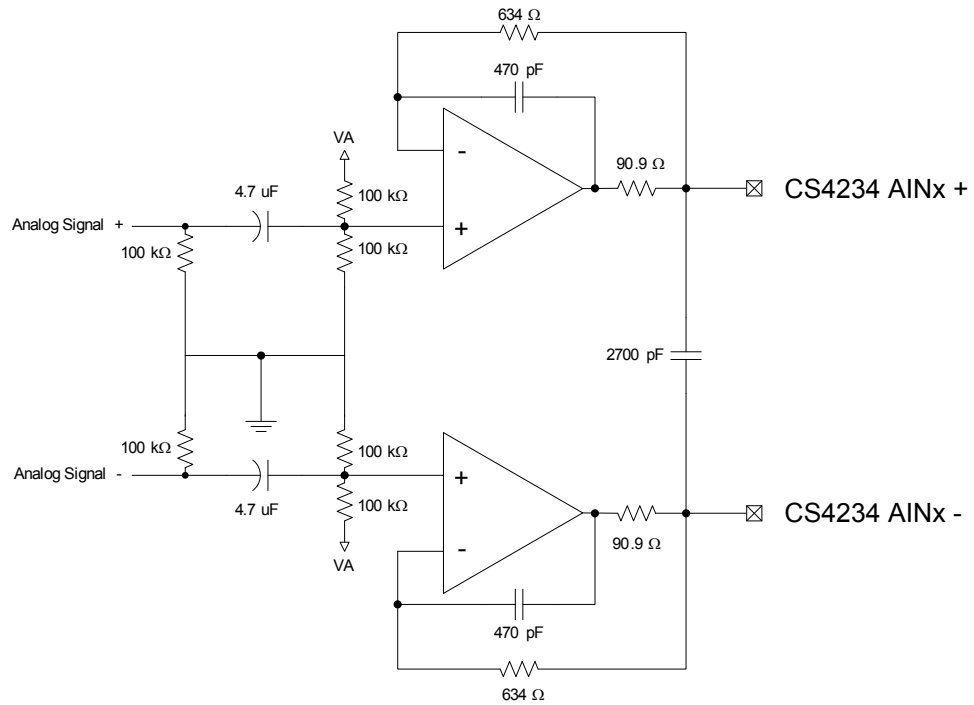 634 Ω
470 pF
VA
90.9 Ω
4.7 uF
100 kΩ
CS4234 AINx +
-
Analog Signal +
+
100 kΩ
100 kΩ
2700 pF
100 kΩ
100 kΩ
Analog Signal -
+
4.7 uF
100 kΩ
CS4234 AINx -
90.9 Ω
-
VA
470 pF
634 Ω